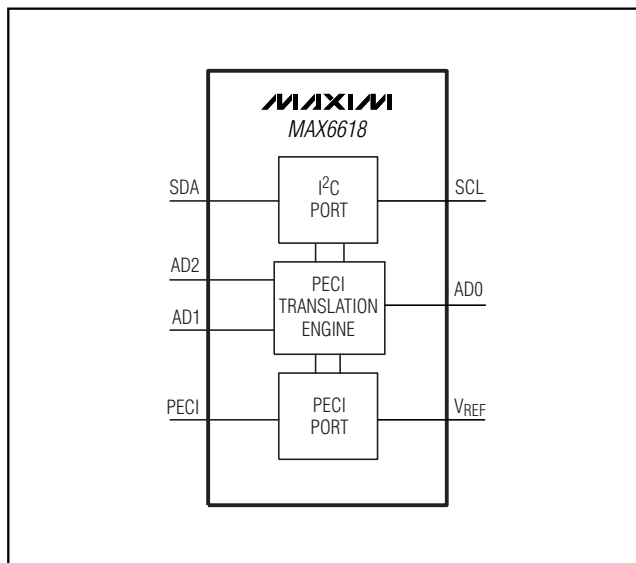 MAXIM
MAX6618
SDA
I²C
PORT
SCL
AD2
PECI
TRANSLATION
ENGINE
AD0
AD1
PECI
PECI
PORT
VREF